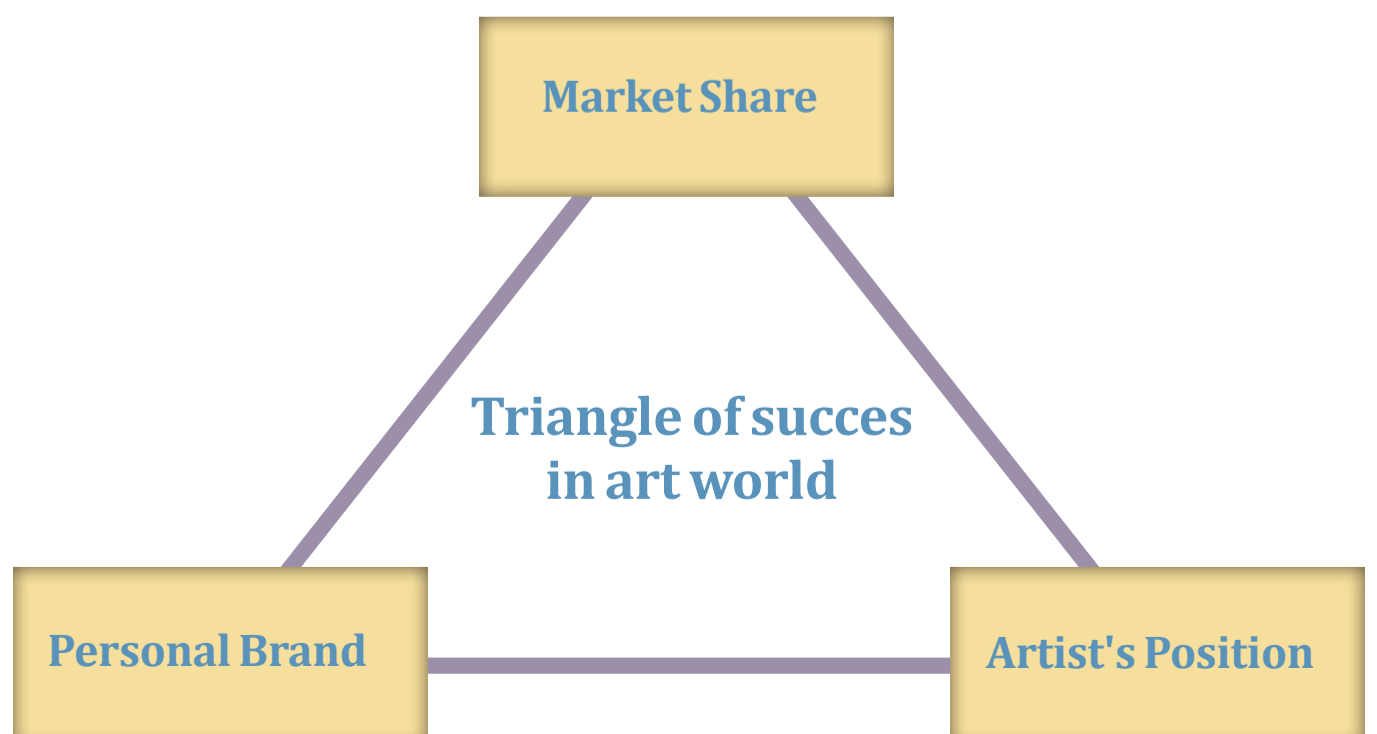 Market Share
Triangle of succes
in art world
Personal Brand
Artist's Position